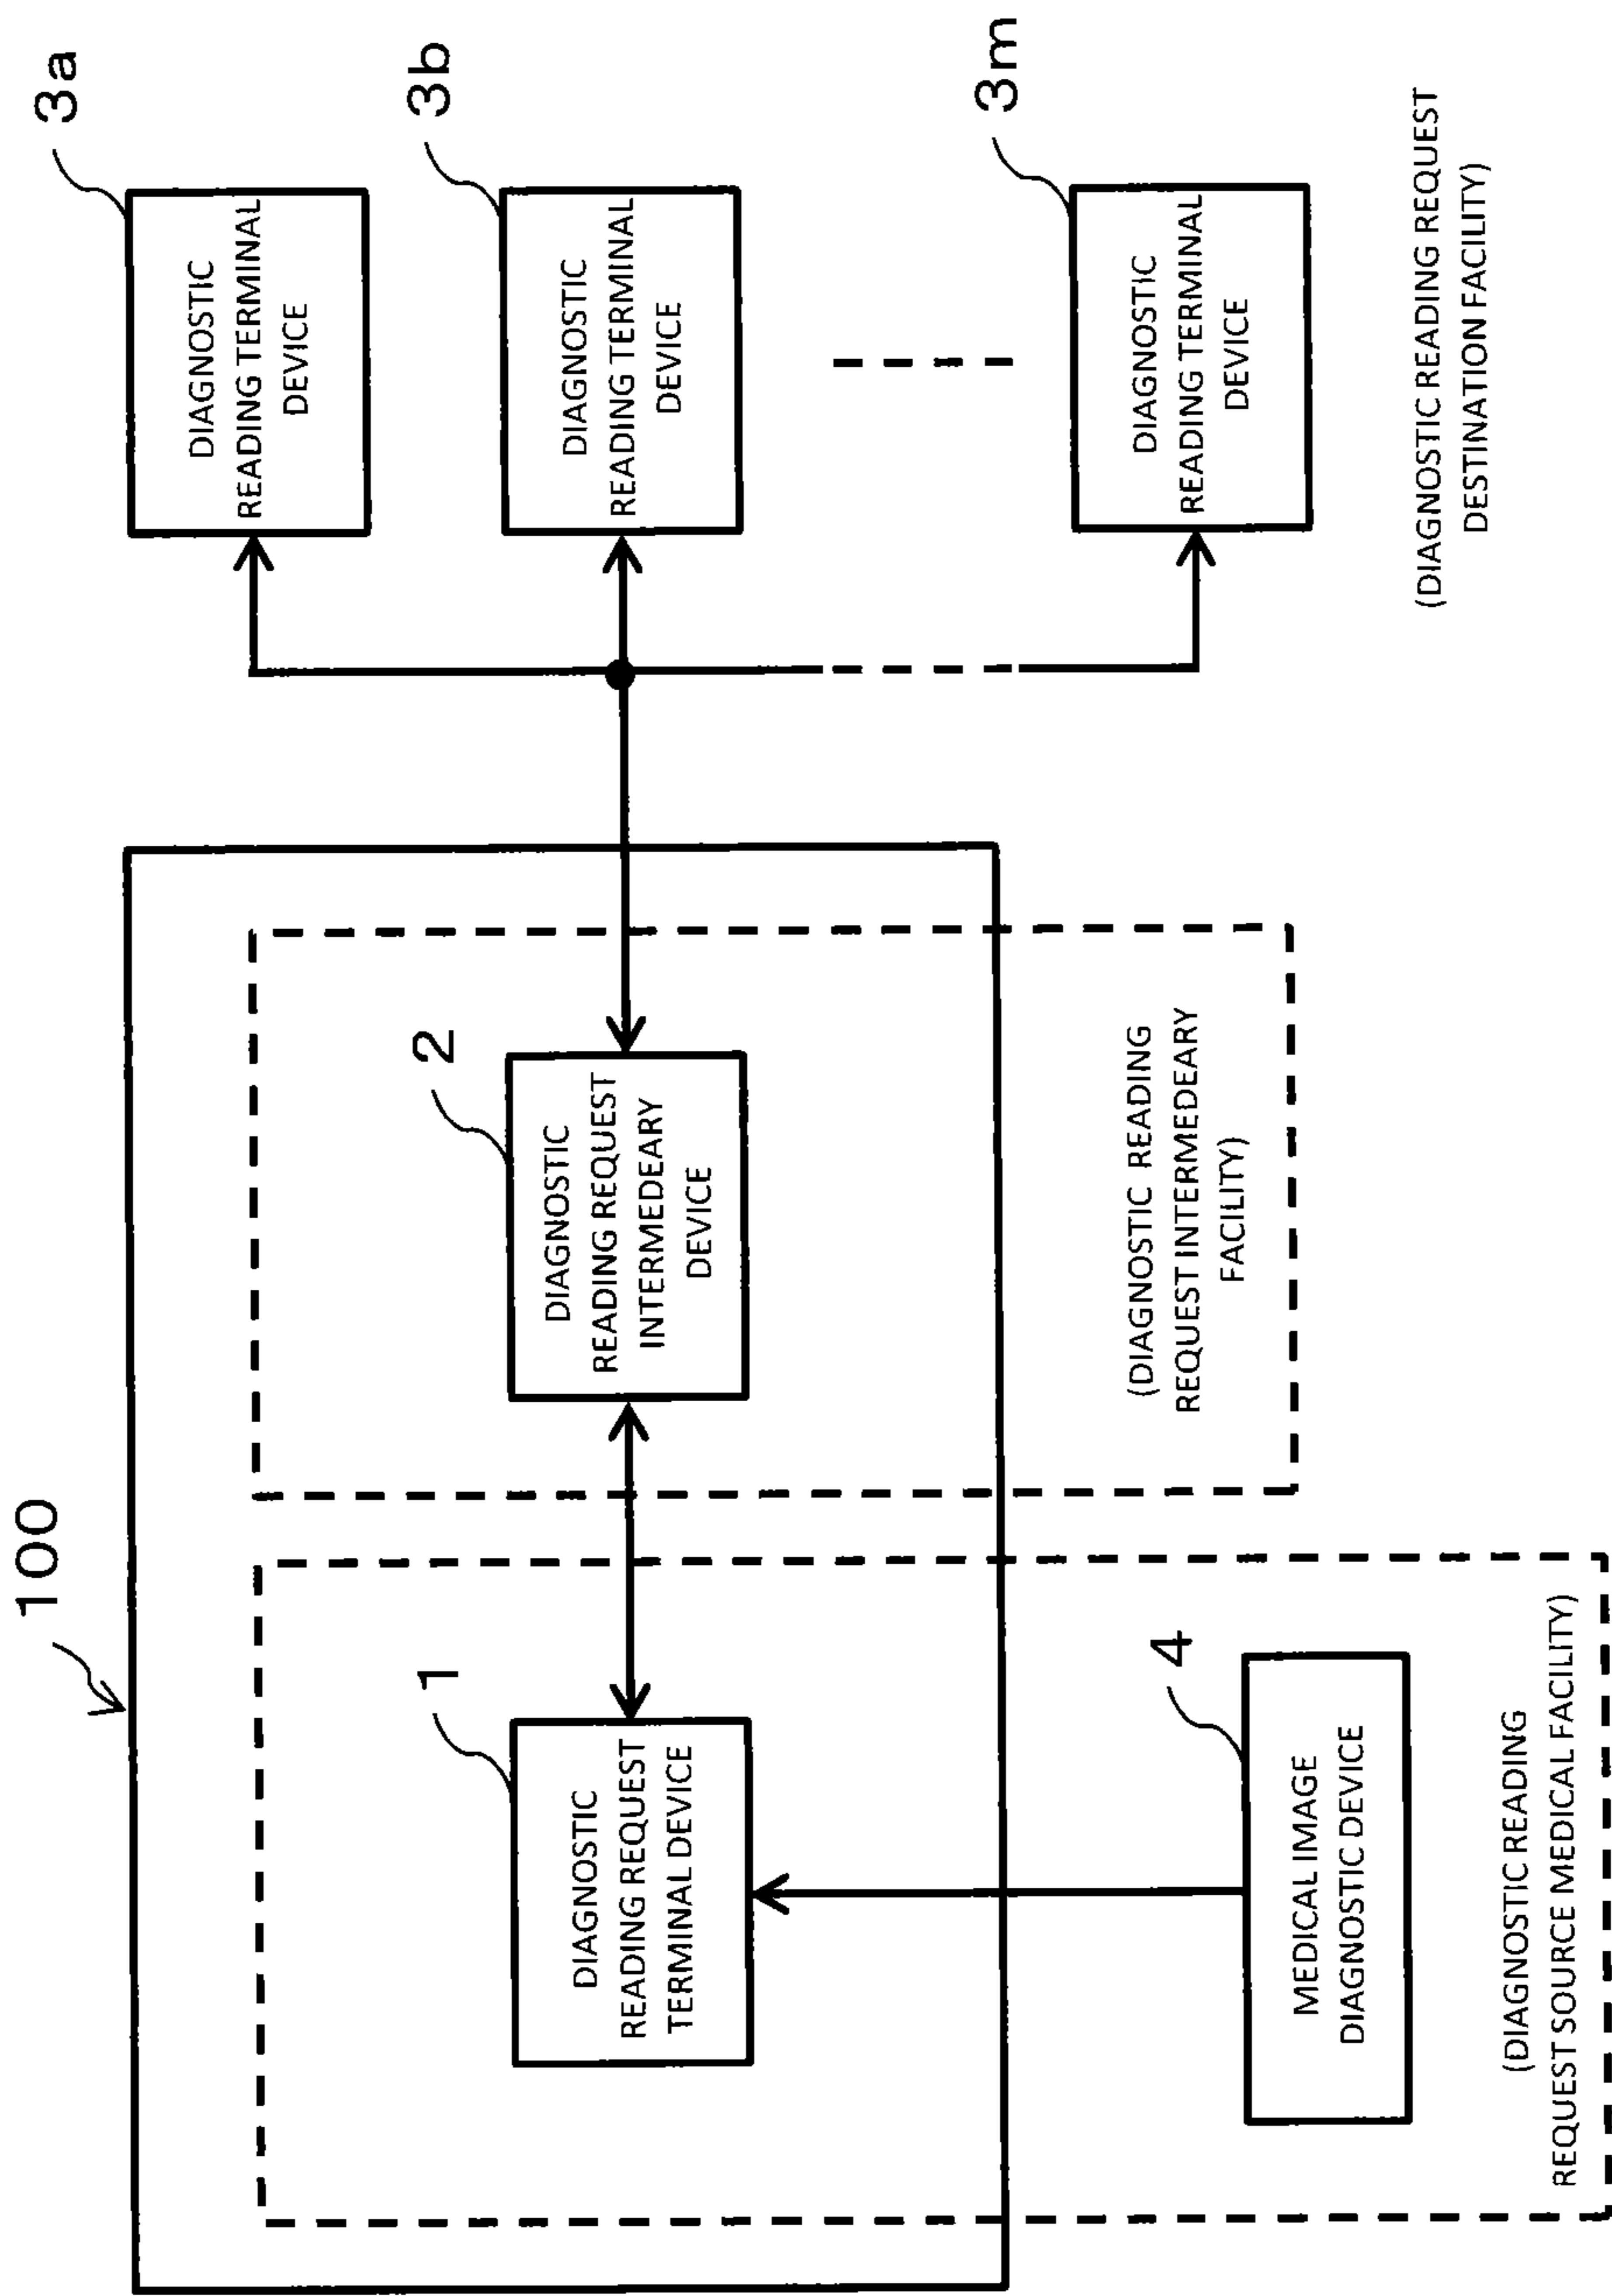 100
1
DIAGNOSTIC
READING REQUEST
TERMINAL DEVICE
2
DIAGNOSTIC
READING REQUEST
INTERMEDEARY
DEVICE
3a
DIAGNOSTIC
READING TERMINAL
DEVICE
3b
DIAGNOSTIC
READING TERMINAL
DEVICE
3m
DIAGNOSTIC
READING TERMINAL
DEVICE
4
MEDICAL IMAGE
DIAGNOSTIC DEVICE
(DIAGNOSTIC READING
REQUEST SOURCE MEDICAL FACILITY)
(DIAGNOSTIC READING
REQUEST INTERMEDEARY
FACILITY)
(DIAGNOSTIC READING REQUEST
DESTINATION FACILITY)